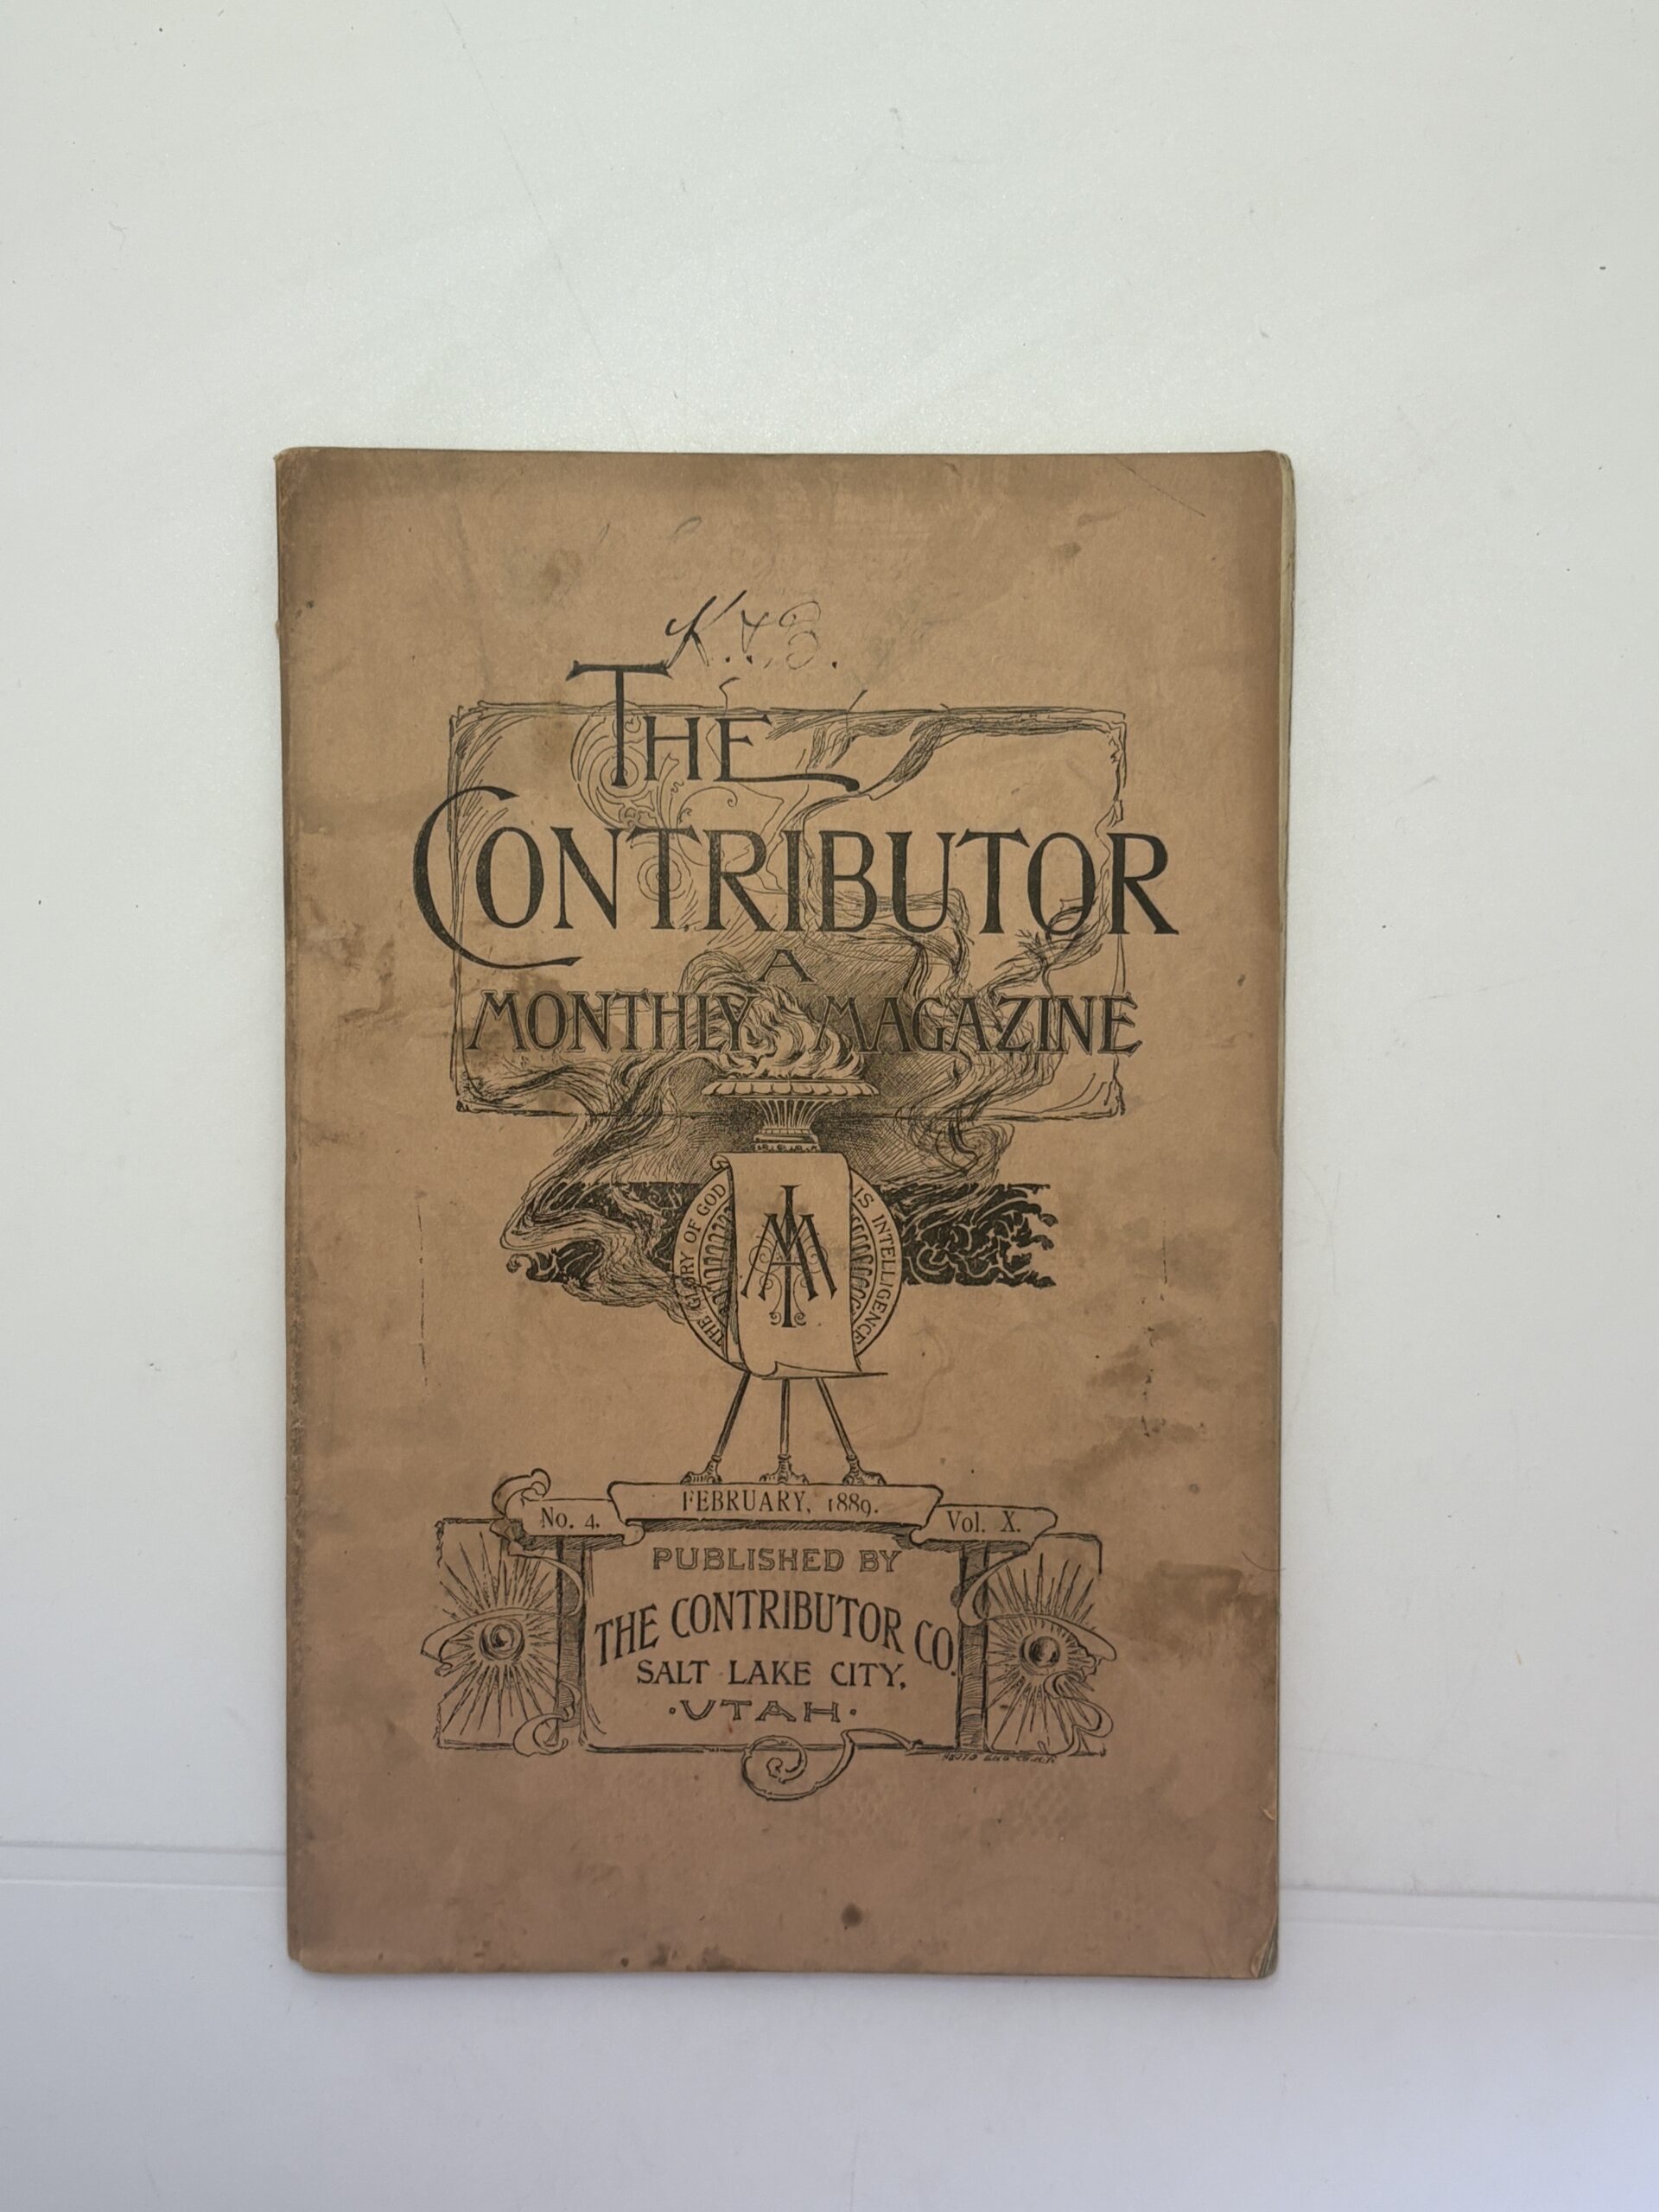 THE
CONTRIBUTOR
A
MONTHLY MAGAZINE
THE GLORY OF GOD IS INTELLIGENCE
No. 4.
FEBRUARY, 1889.
Vol. X.
PUBLISHED BY
THE CONTRIBUTOR CO.
SALT LAKE CITY,
·UTAH·